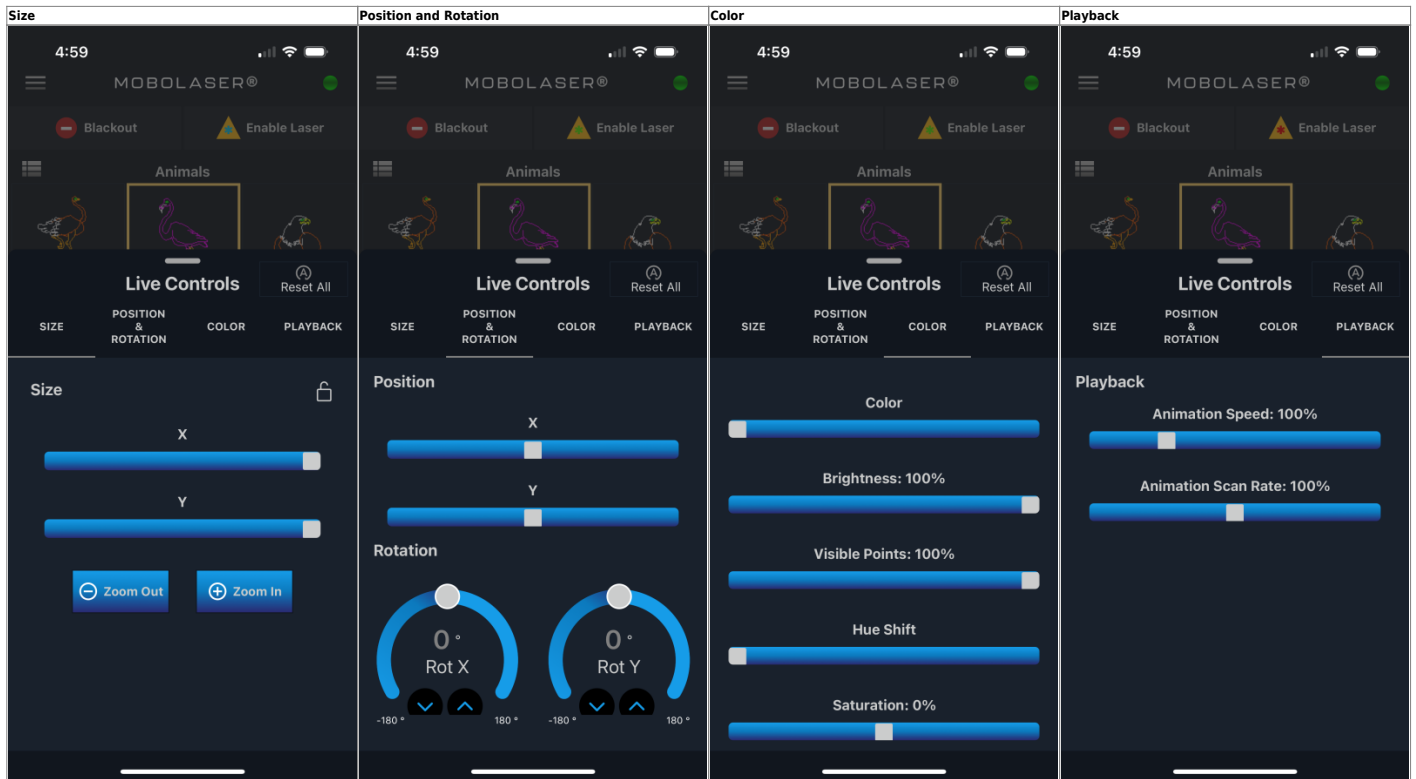 Size
Position and Rotation
Color
Playback
4:59
MOBOLASER®
Blackout
Enable Laser
Animals
Live Controls
A
Reset All
SIZE
POSITION
&
ROTATION
COLOR
PLAYBACK
Size
X
Y
Zoom Out
Zoom In
4:59
MOBOLASER®
Blackout
Enable Laser
Animals
Live Controls
A
Reset All
SIZE
POSITION
&
ROTATION
COLOR
PLAYBACK
Position
X
Y
Rotation
0 °
Rot X
-180 °
180 °
0 °
Rot Y
-180 °
180 °
4:59
MOBOLASER®
Blackout
Enable Laser
Animals
Live Controls
A
Reset All
SIZE
POSITION
&
ROTATION
COLOR
PLAYBACK
Color
Brightness: 100%
Visible Points: 100%
Hue Shift
Saturation: 0%
4:59
MOBOLASER®
Blackout
Enable Laser
Animals
Live Controls
A
Reset All
SIZE
POSITION
&
ROTATION
COLOR
PLAYBACK
Playback
Animation Speed: 100%
Animation Scan Rate: 100%